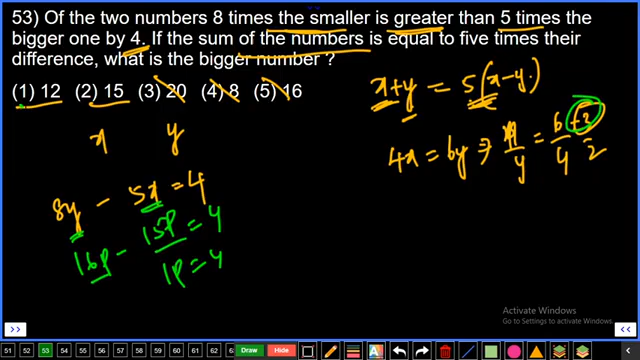 53) Of the two numbers 8 times the smaller is greater than 5 times the
bigger one by 4. If the sum of the numbers is equal to five times their
difference, what is the bigger number ?
(1) 12 (2) 15 (3) 20 (4) 8 (5) 16
x+y = 5(x-y)
4x = 6y ⇒ x/y = 6/4 = 3/2
x y
8y - 5x = 4
16p - 15p = 4
1p = 4
Activate Windows
Go to Settings to activate Windows.
>> 51 52 53 54 55 56 57 58 59 60 Draw Hide <<